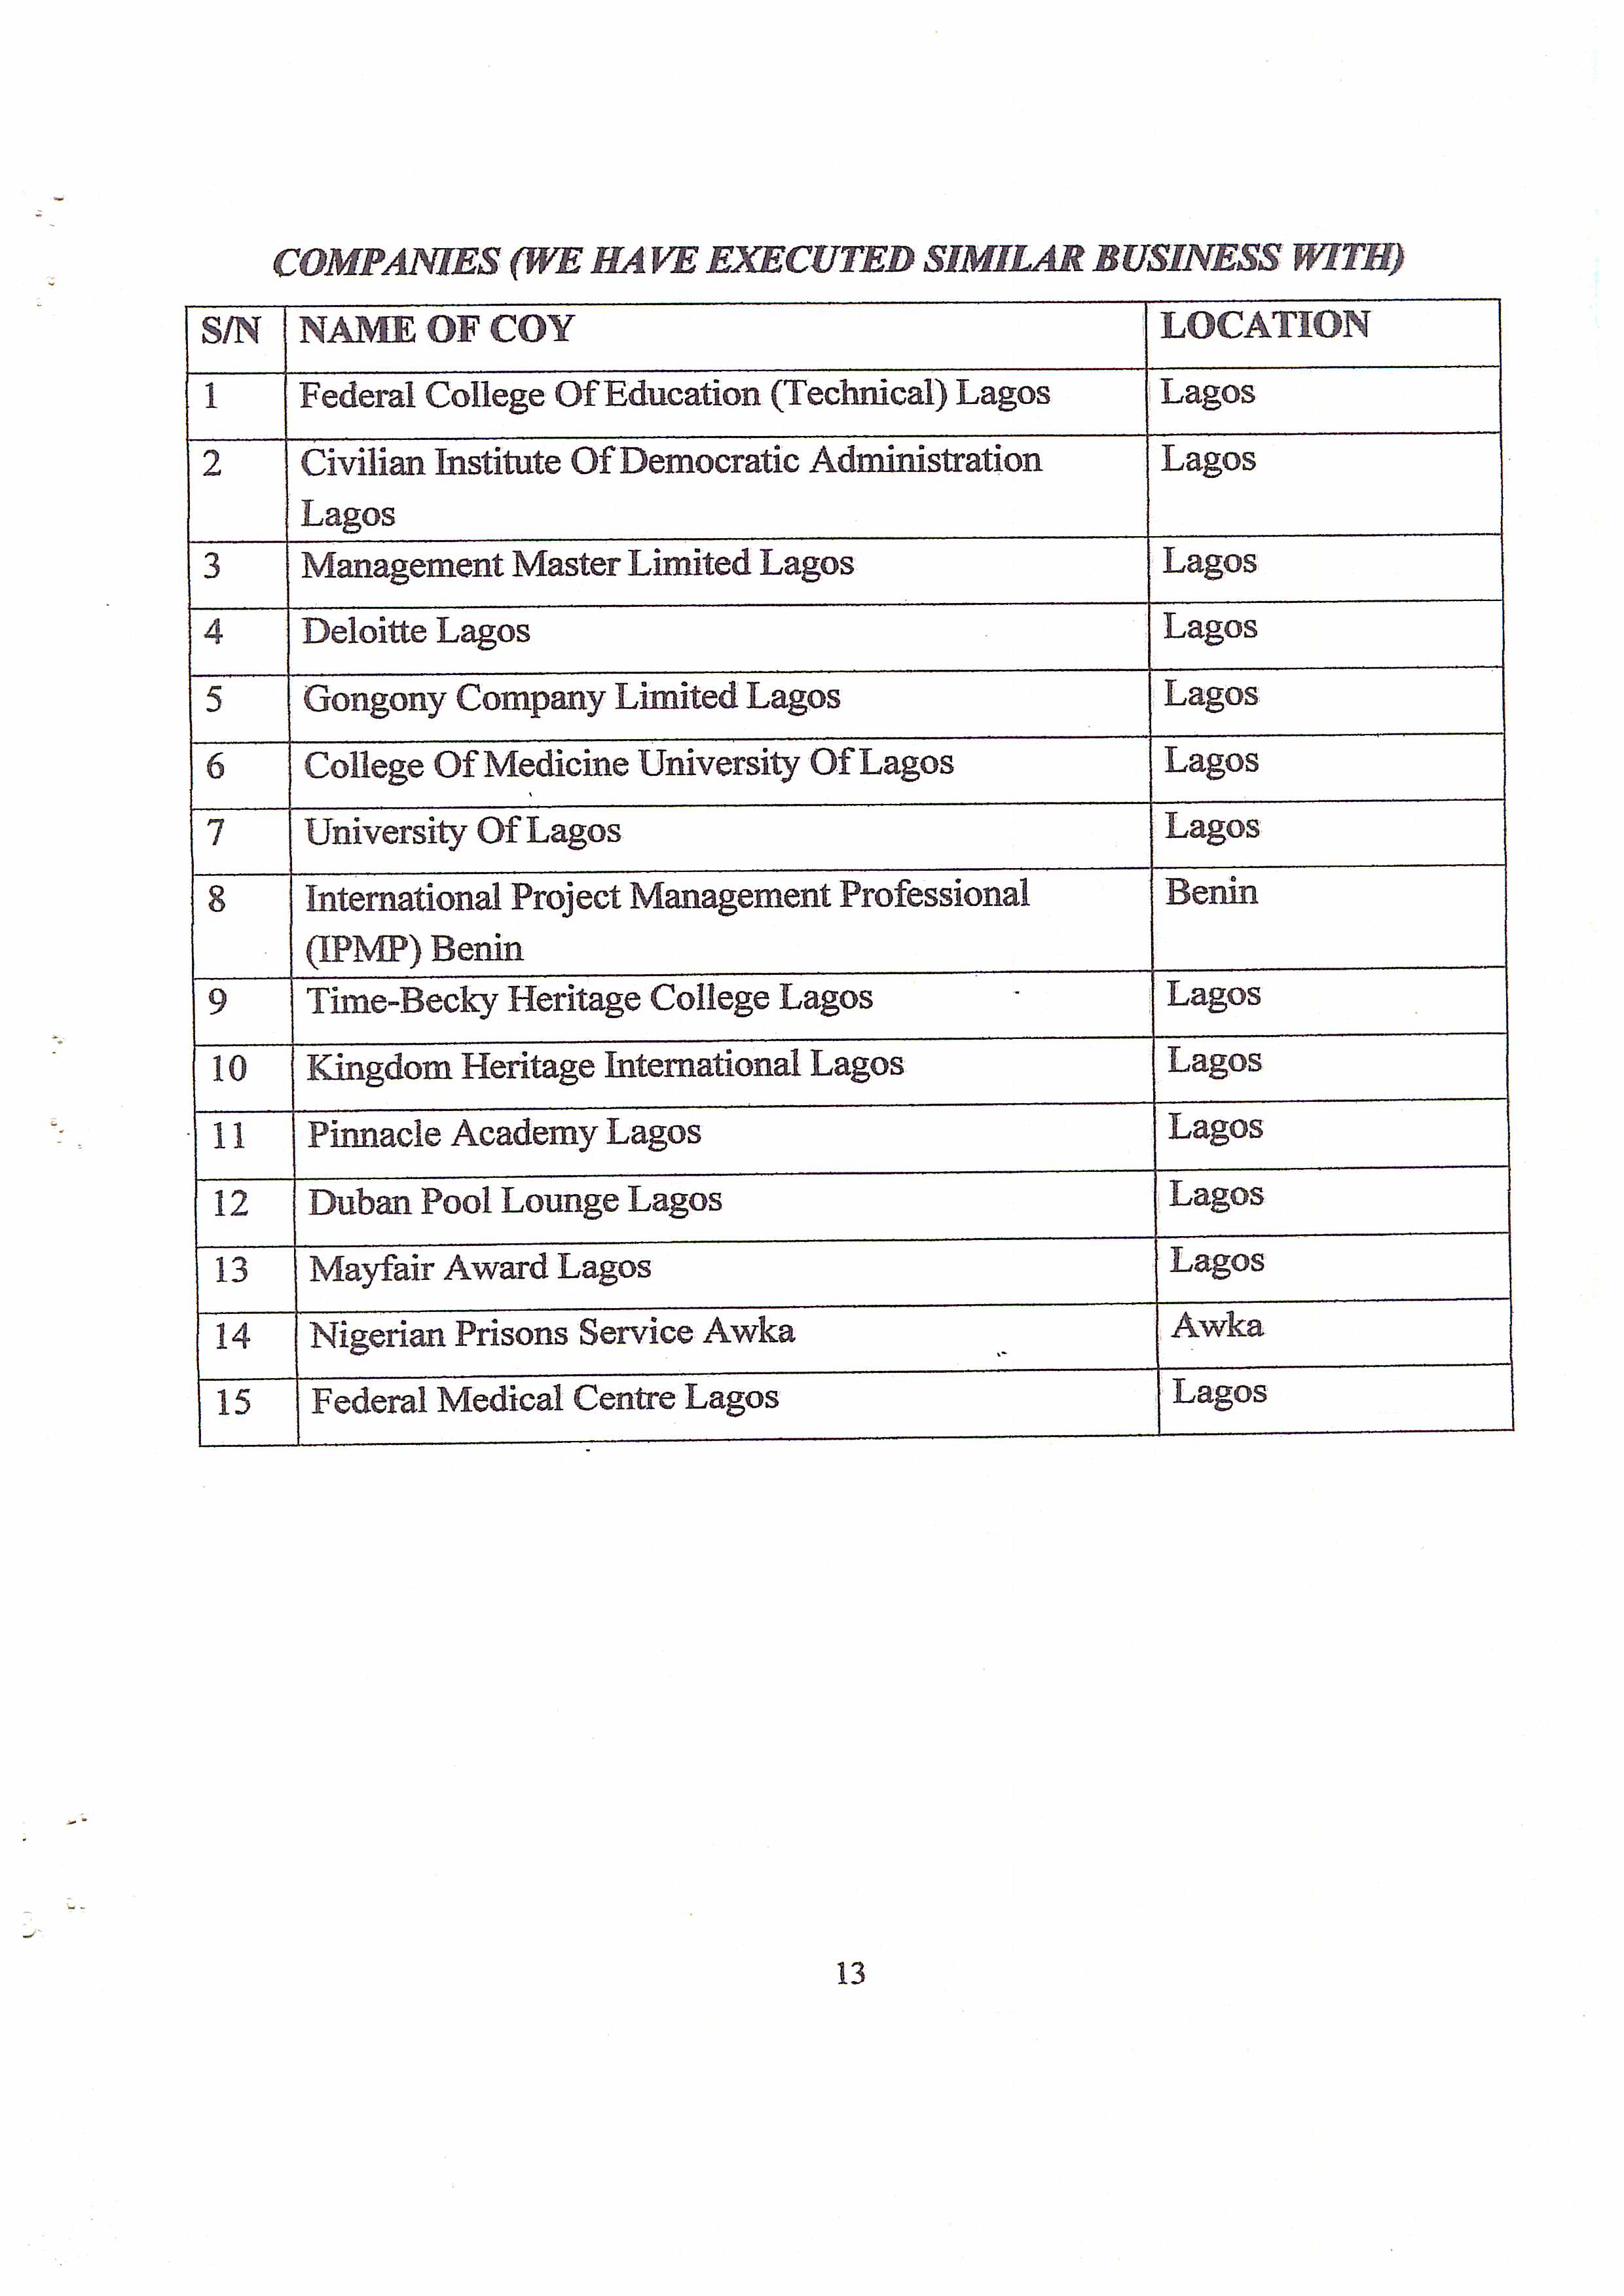 COMPANIES (WE HAVE EXECUTED SIMILAR BUSINESS WITH)
S/N NAME OF COY LOCATION
1 Federal College Of Education (Technical) Lagos Lagos
2 Civilian Institute Of Democratic Administration Lagos
Lagos
3 Management Master Limited Lagos Lagos
4 Deloitte Lagos Lagos
5 Gongony Company Limited Lagos Lagos
6 College Of Medicine University Of Lagos Lagos
7 University Of Lagos Lagos
8 International Project Management Professional Benin
(IPMP) Benin
9 Time-Becky Heritage College Lagos Lagos
10 Kingdom Heritage International Lagos Lagos
11 Pinnacle Academy Lagos Lagos
12 Duban Pool Lounge Lagos Lagos
13 Mayfair Award Lagos Lagos
14 Nigerian Prisons Service Awka Awka
15 Federal Medical Centre Lagos Lagos
13